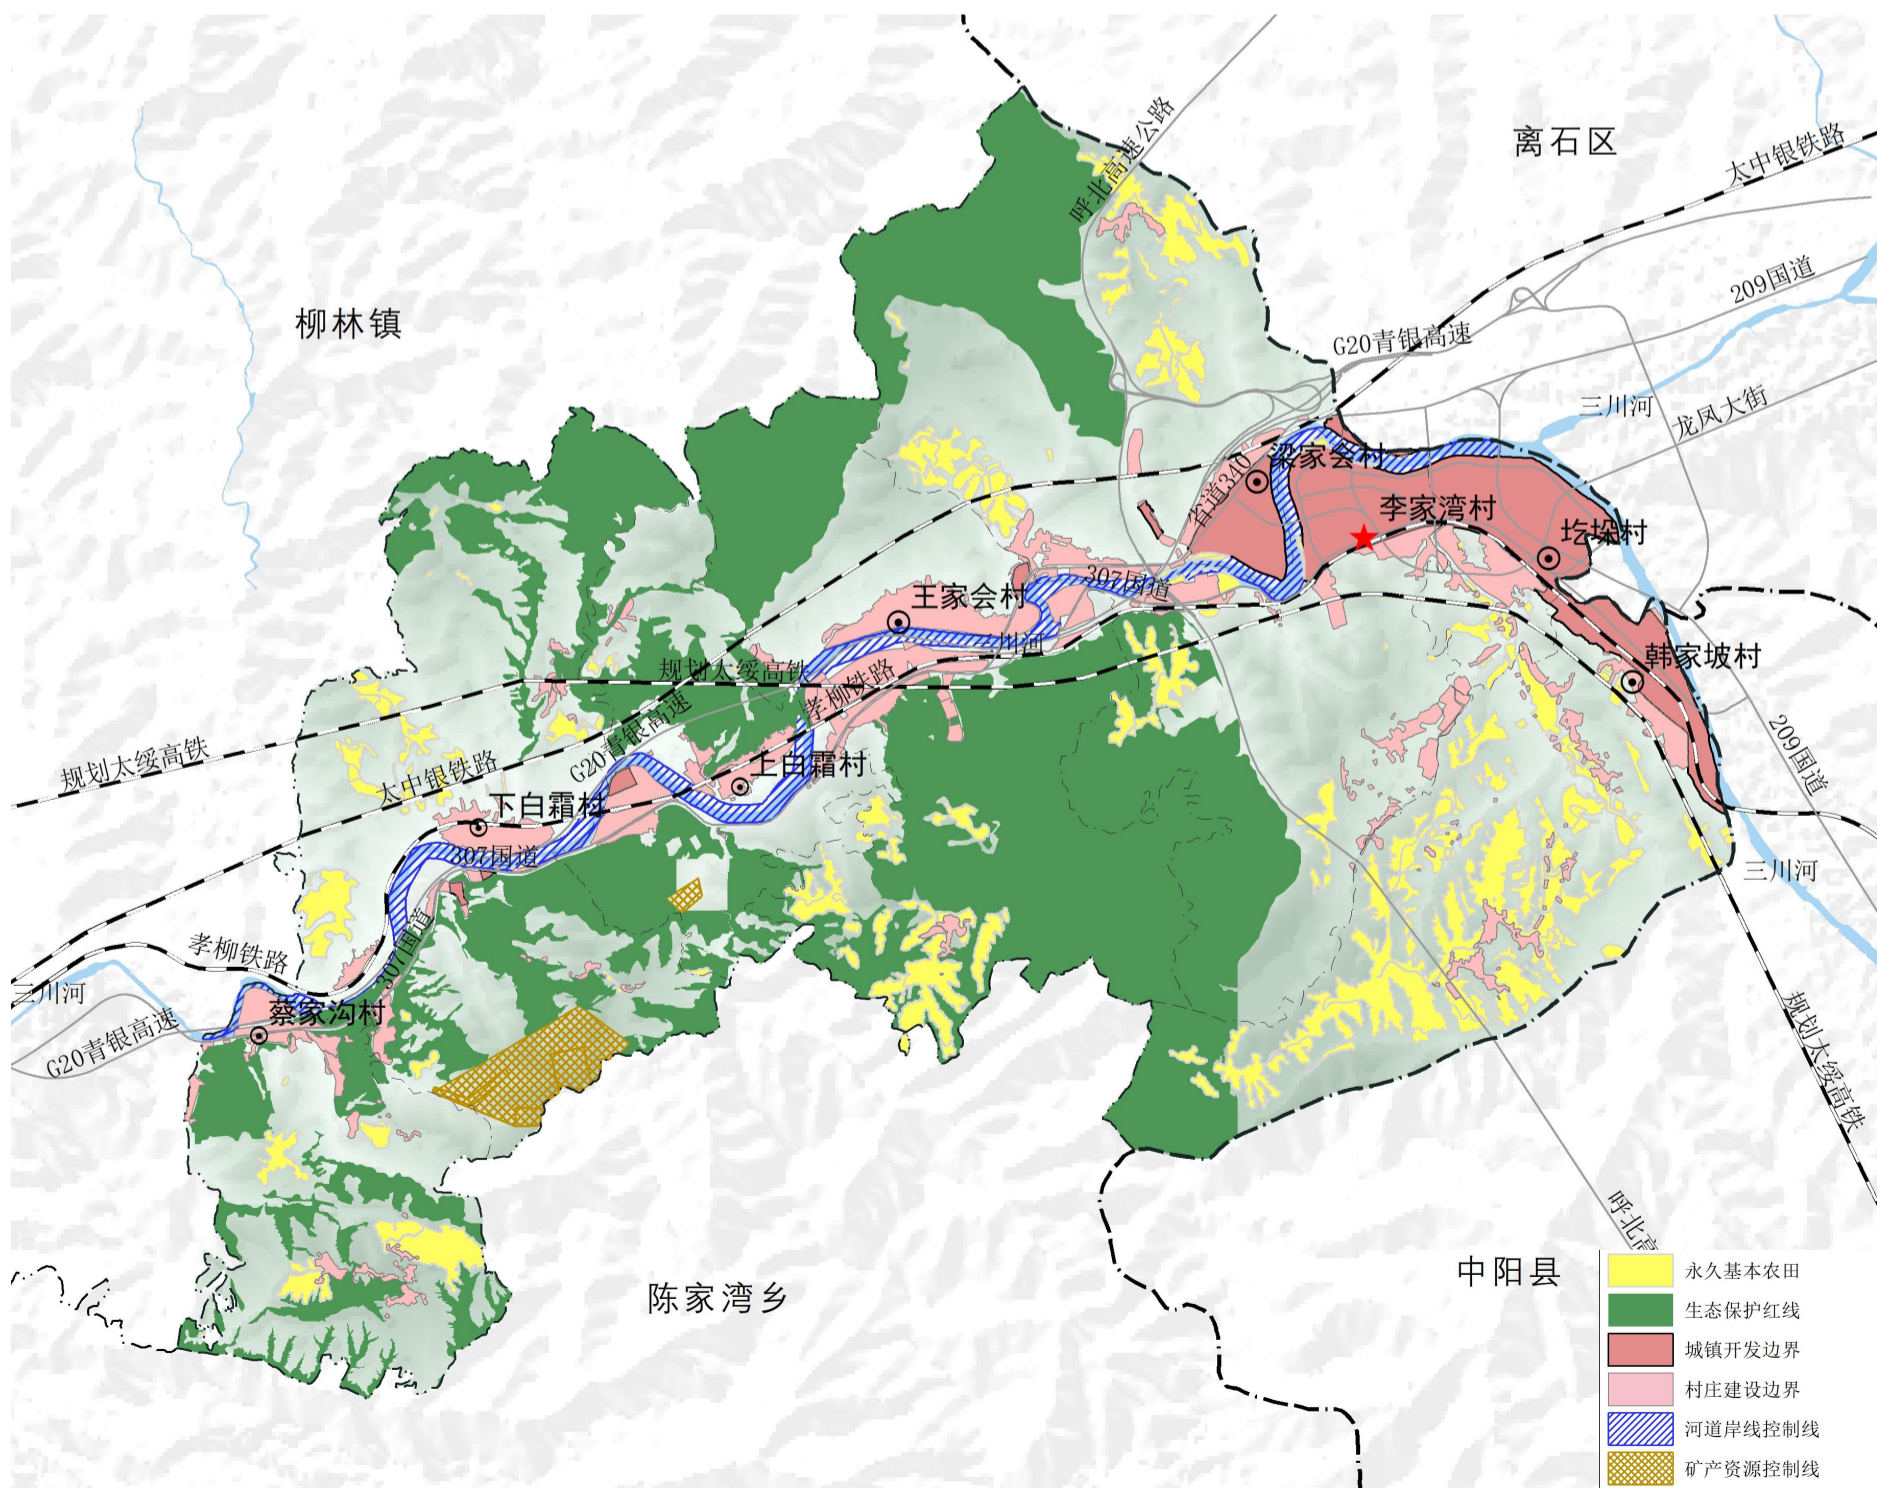 离石区
呼北高速公路
太中银铁路
209国道
柳林镇
G20青银高速
三川河
龙凤大街
梁家会村
省道340
李家湾村
圪垛村
307国道
王家会村
三川河
韩家坡村
规划太绥高铁
孝柳铁路
G20青银高速
209国道
规划太绥高铁
太中银铁路
上白霜村
下白霜村
307国道
三川河
307国道
孝柳铁路
三川河
蔡家沟村
G20青银高速
规划太绥高铁
呼北高
中阳县
陈家湾乡
永久基本农田
生态保护红线
城镇开发边界
村庄建设边界
河道岸线控制线
矿产资源控制线